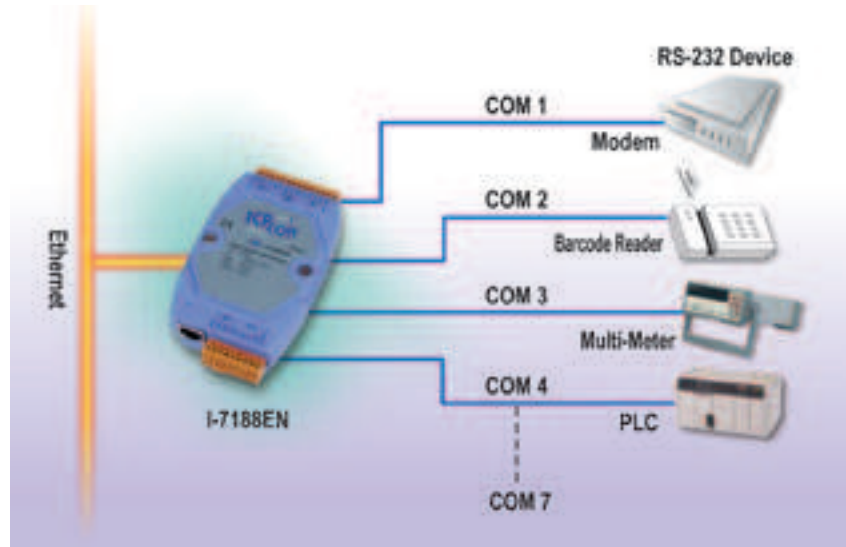 RS-232 Device
COM 1
Modem
COM 2
Barcode Reader
Ethernet
COM 3
Multi-Meter
COM 4
I-7188EN
PLC
COM 7